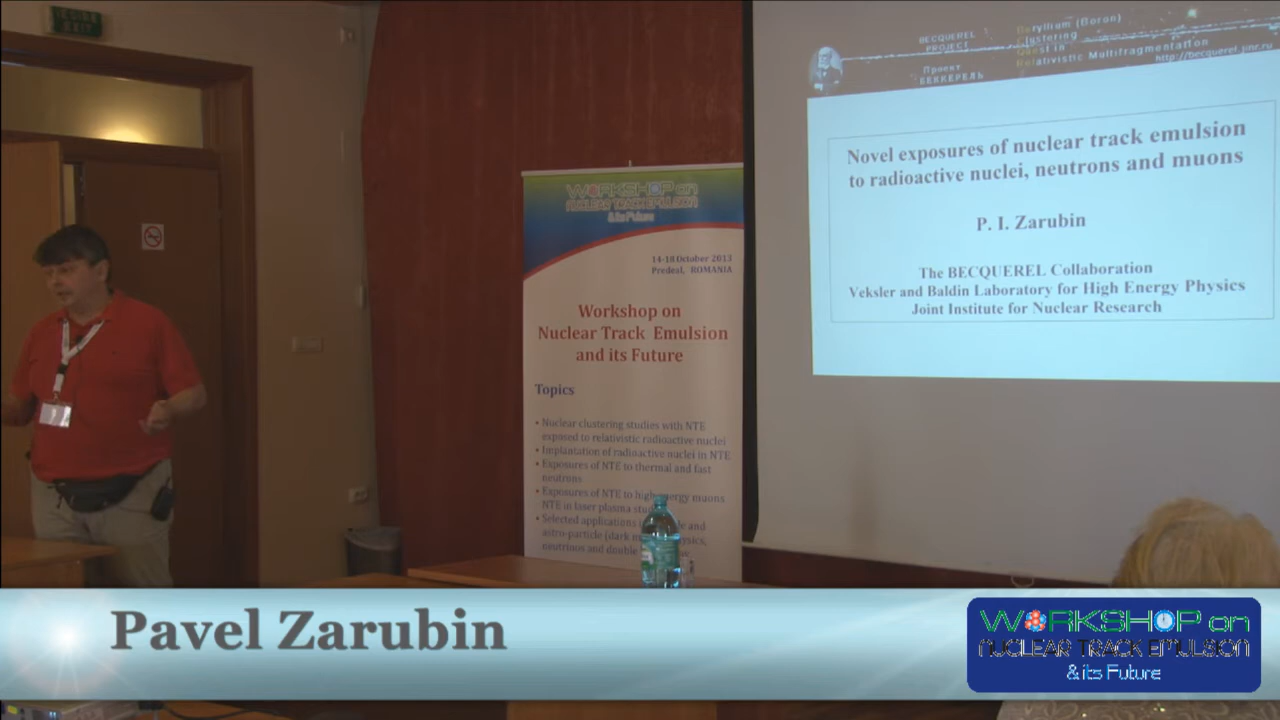 EXIT
BECQUEREL
PROJECT
Проект
БЕККЕРЕЛЬ
Beryllium (Boron)
Clustering
Quest in
Relativistic Multifragmentation
http://becquerel.jinr.ru
Novel exposures of nuclear track emulsion
to radioactive nuclei, neutrons and muons
P. I. Zarubin
The BECQUEREL Collaboration
Veksler and Baldin Laboratory for High Energy Physics
Joint Institute for Nuclear Research
WORKSHOP on
NUCLEAR TRACK EMULSION
& its Future
14-18 October 2013
Predeal, ROMANIA
Workshop on
Nuclear Track Emulsion
and its Future
Topics
• Nuclear clustering studies with NTE
exposed to relativistic radioactive nuclei
• Implantation of radioactive nuclei in NTE
• Exposures of NTE to thermal and fast
neutrons
• Exposures of NTE to high energy muons
NTE in laser plasma
• Selected applications and
astro-particle (dark
neutrinos and double
Pavel Zarubin
WORKSHOP on
NUCLEAR TRACK EMULSION
& its Future